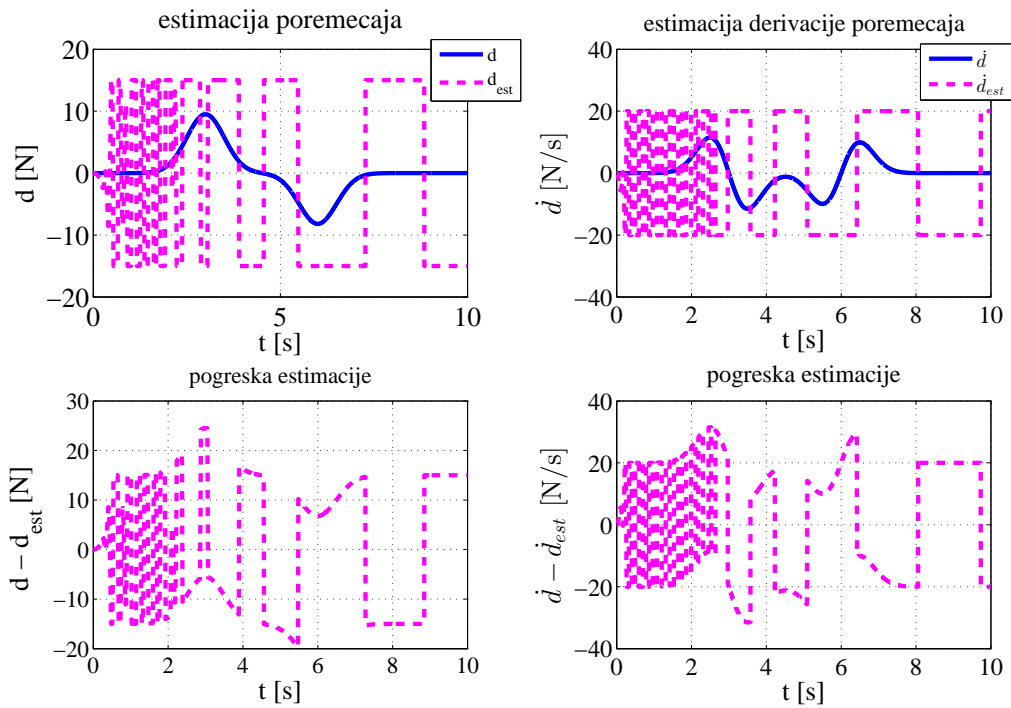 estimacija poremecaja
d
d_est
20
10
0
−10
−20
d [N]
0
5
10
t [s]
estimacija derivacije poremecaja
ḋ
ḋ_est
40
20
0
−20
−40
ḋ [N/s]
0
2
4
6
8
10
t [s]
pogreska estimacije
30
20
10
0
−10
−20
d − d_est [N]
0
2
4
6
8
10
t [s]
pogreska estimacije
40
20
0
−20
−40
ḋ − ḋ_est [N/s]
0
2
4
6
8
10
t [s]